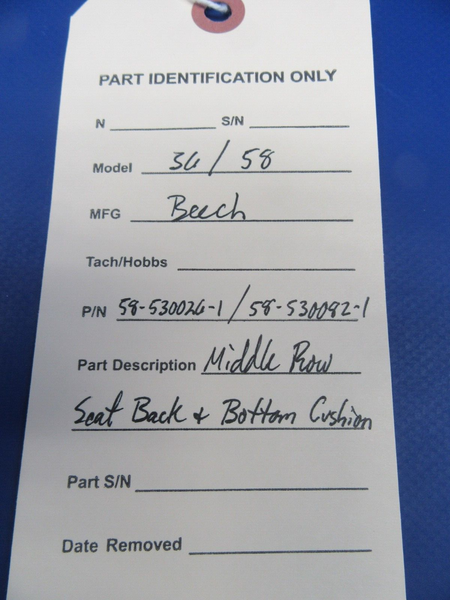 PART IDENTIFICATION ONLY
N S/N
Model 36/58
MFG Beech
Tach/Hobbs
P/N 58-530026-1/58-530082-1
Part Description Middle Row
Seat Back & Bottom Cushion
Part S/N
Date Removed